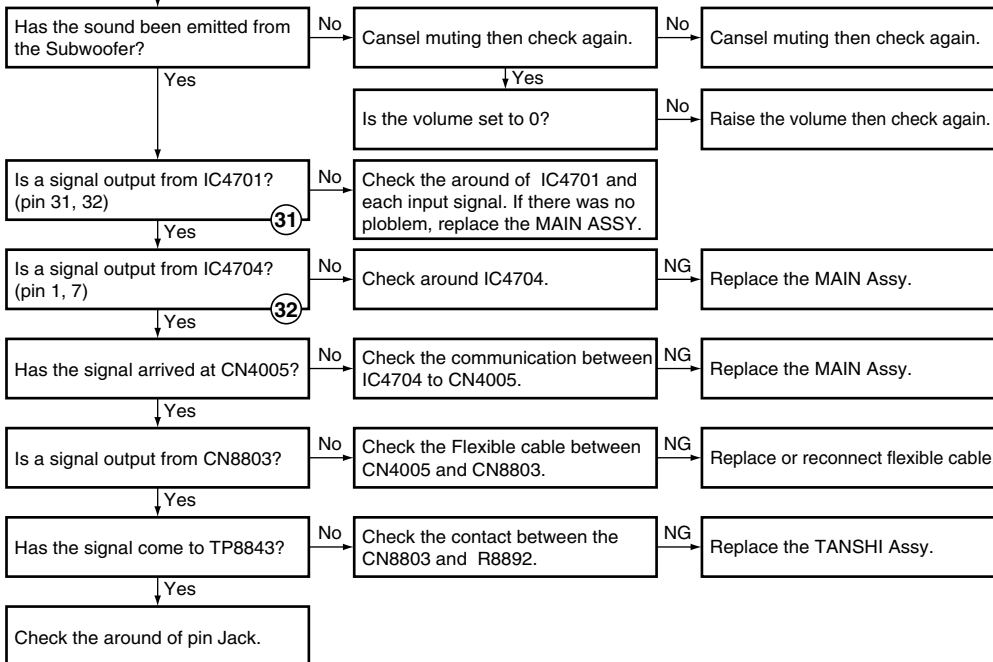 Has the sound been emitted from
the Subwoofer?
No
Cansel muting then check again.
No
Cansel muting then check again.
Yes
Yes
Is the volume set to 0?
No
Raise the volume then check again.
Is a signal output from IC4701?
(pin 31, 32)
31
No
Check the around of  IC4701 and
each input signal. If there was no
ploblem, replace the MAIN ASSY.
Yes
Is a signal output from IC4704?
(pin 1, 7)
32
No
Check around IC4704.
NG
Replace the MAIN Assy.
Yes
Has the signal arrived at CN4005?
No
Check the communication between
IC4704 to CN4005.
NG
Replace the MAIN Assy.
Yes
Is a signal output from CN8803?
No
Check the Flexible cable between
CN4005 and CN8803.
NG
Replace or reconnect flexible cable
Yes
Has the signal come to TP8843?
No
Check the contact between the
CN8803 and  R8892.
NG
Replace the TANSHI Assy.
Yes
Check the around of pin Jack.